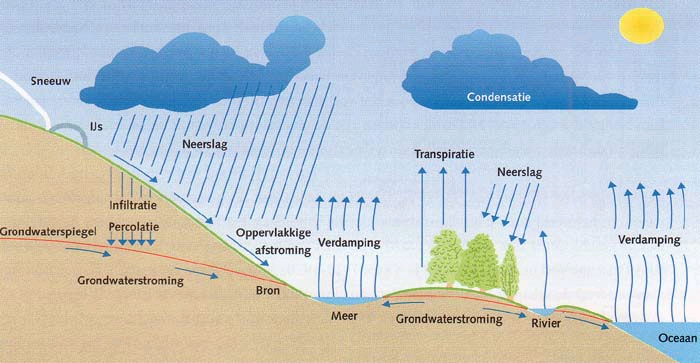 Sneeuw
IJs
Neerslag
Condensatie
Transpiratie
Neerslag
Infiltratie
Percolatie
Grondwaterspiegel
Oppervlakkige
afstroming
Verdamping
Verdamping
Grondwaterstroming
Bron
Meer
Grondwaterstroming
Rivier
Oceaan